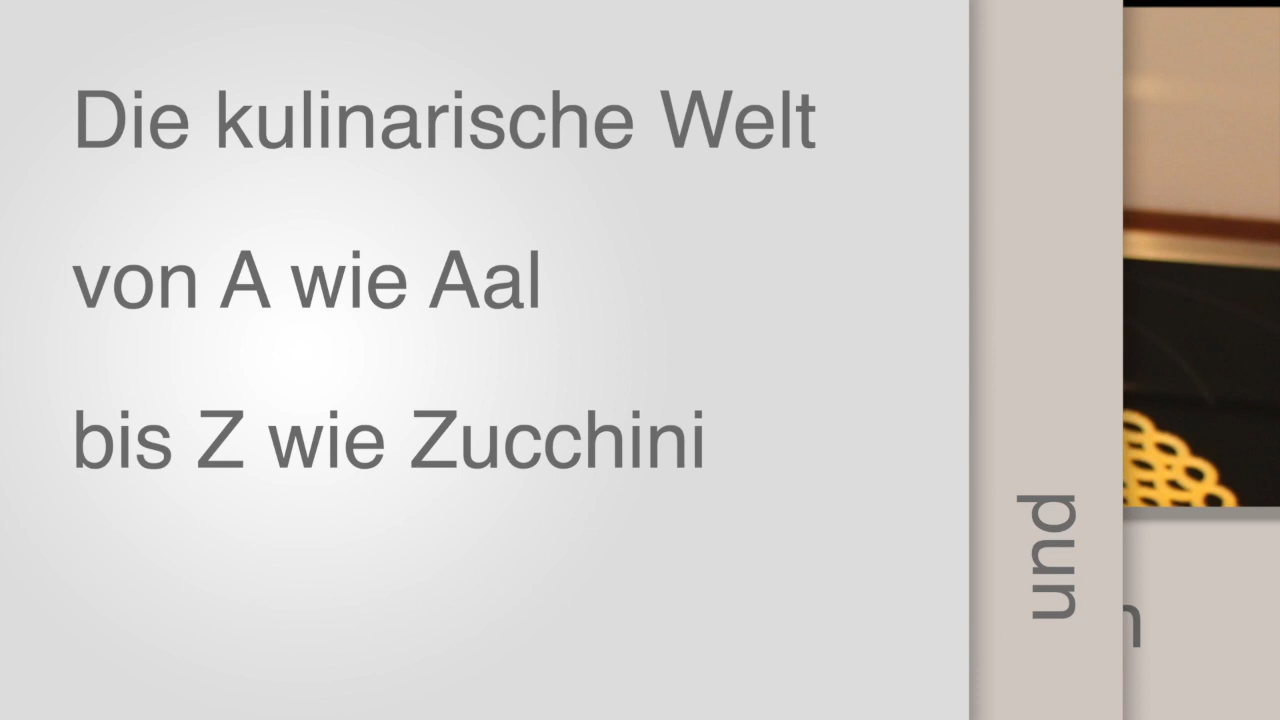 Die kulinarische Welt
von A wie Aal
bis Z wie Zucchini
und